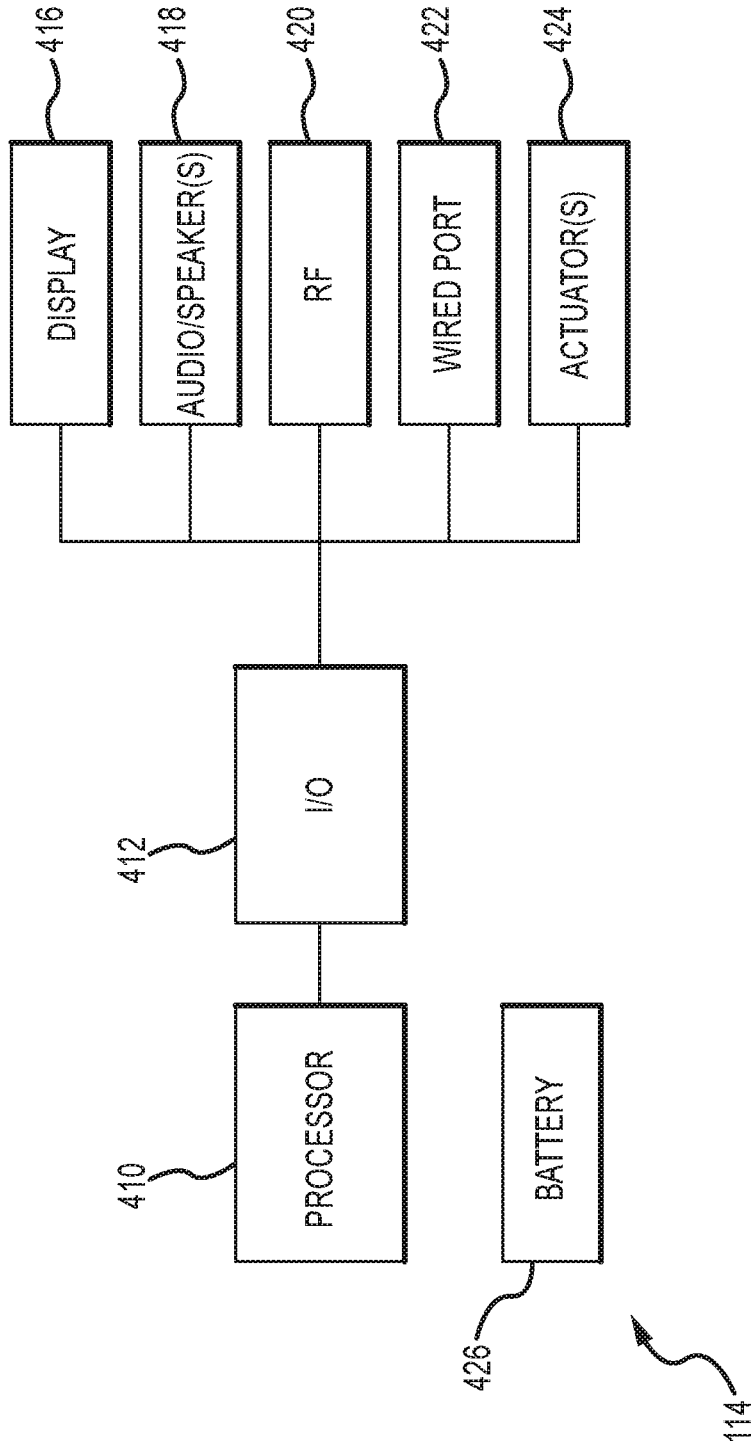 DISPLAY
416
AUDIO/SPEAKER(S)
418
RF
420
WIRED PORT
422
ACTUATOR(S)
424
I/O
412
PROCESSOR
410
BATTERY
426
114